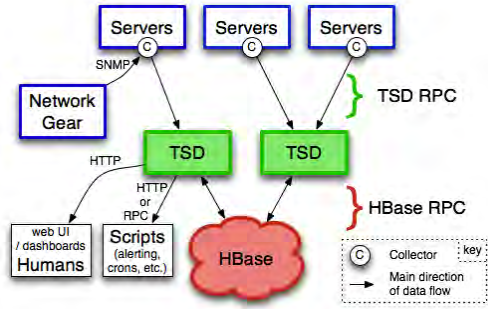 Servers
Servers
Servers
C
C
C
SNMP
Network
Gear
TSD RPC
TSD
TSD
HTTP
HTTP
or
RPC
HBase RPC
web UI
/ dashboards
Humans
Scripts
(alerting,
crons, etc.)
HBase
key
C Collector
Main direction
of data flow